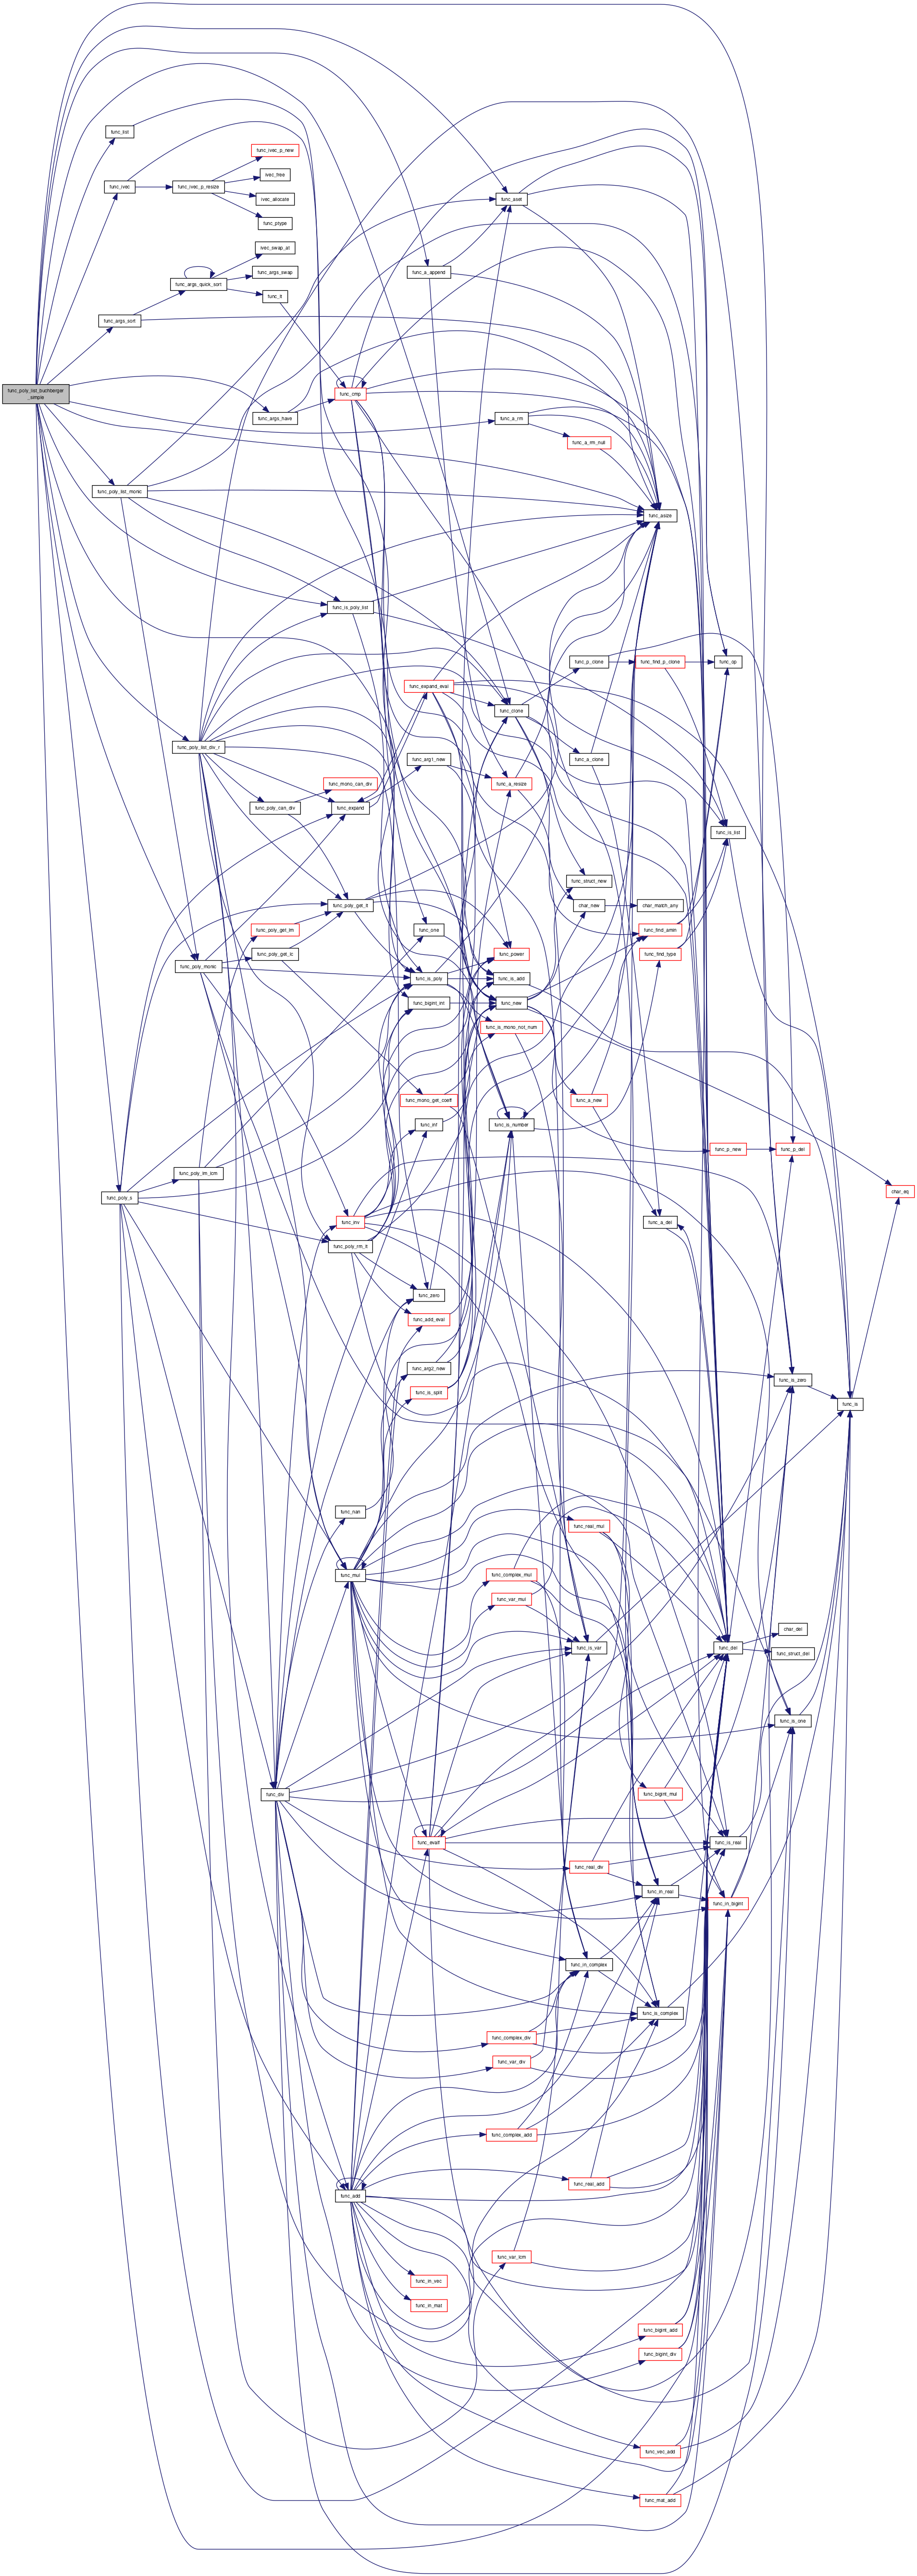 func_list
func_ivec_p_new
ivec_free
func_ivec
func_ivec_p_resize
ivec_allocate
func_aset
func_ptype
ivec_swap_at
func_args_swap
func_a_append
func_args_quick_sort
func_lt
func_args_sort
func_poly_list_buchberger
_simple
func_cmp
func_args_have
func_a_rm
func_a_rm_null
func_poly_list_monic
func_asize
func_is_poly_list
func_p_clone
func_find_p_clone
func_op
func_expand_eval
func_clone
func_poly_list_div_r
func_arg1_new
func_a_clone
func_mono_can_div
func_a_resize
func_poly_can_div
func_expand
func_is_list
func_struct_new
func_poly_get_lt
char_new
char_match_any
func_poly_get_lm
func_one
func_find_amin
func_poly_get_lc
func_power
func_find_type
func_poly_monic
func_is_poly
func_is_add
func_bigint_int
func_new
func_is_mono_not_num
func_mono_get_coeff
func_a_new
func_inf
func_is_number
func_p_new
func_p_del
func_poly_lm_lcm
char_eq
func_poly_s
func_inv
func_a_del
func_poly_rm_lt
func_zero
func_add_eval
func_arg2_new
func_is_zero
func_is_split
func_is
func_nan
func_real_mul
func_mul
func_complex_mul
func_var_mul
char_del
func_is_var
func_del
func_struct_del
func_is_one
func_div
func_bigint_mul
func_evalf
func_is_real
func_real_div
func_in_real
func_in_bigint
func_in_complex
func_is_complex
func_complex_div
func_var_div
func_complex_add
func_real_add
func_add
func_var_lcm
func_in_vec
func_in_mat
func_bigint_add
func_bigint_div
func_vec_add
func_mat_add